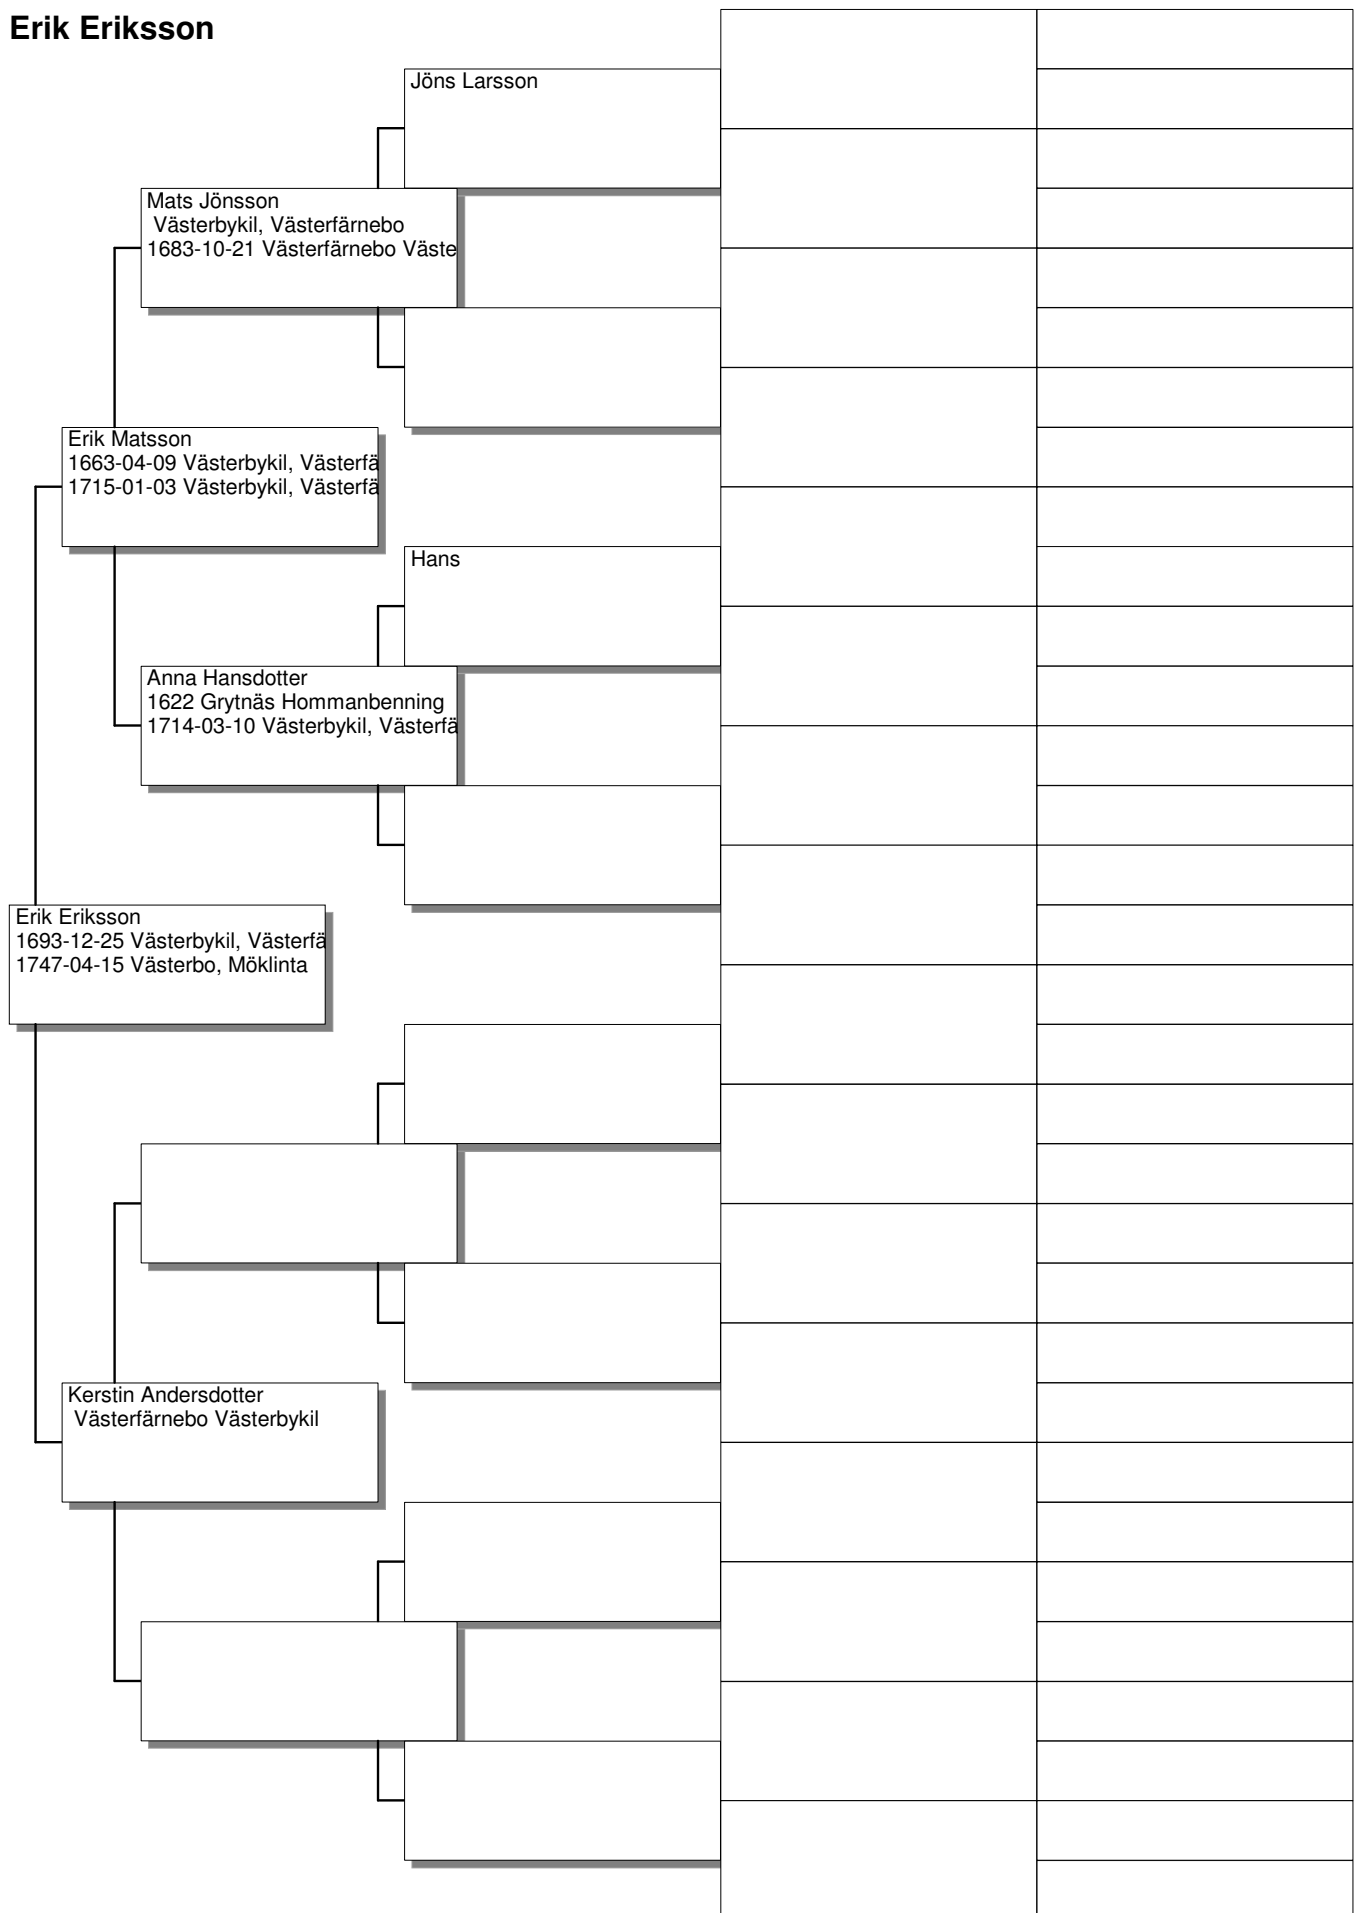 Erik Eriksson
Jöns Larsson
Mats Jönsson
Västerbykil, Västerfärnebo
1683-10-21 Västerfärnebo Väste
Erik Matsson
1663-04-09 Västerbykil, Västerfä
1715-01-03 Västerbykil, Västerfä
Hans
Anna Hansdotter
1622 Grytnäs Hommanbenning
1714-03-10 Västerbykil, Västerfä
Erik Eriksson
1693-12-25 Västerbykil, Västerfä
1747-04-15 Västerbo, Möklinta
Kerstin Andersdotter
Västerfärnebo Västerbykil